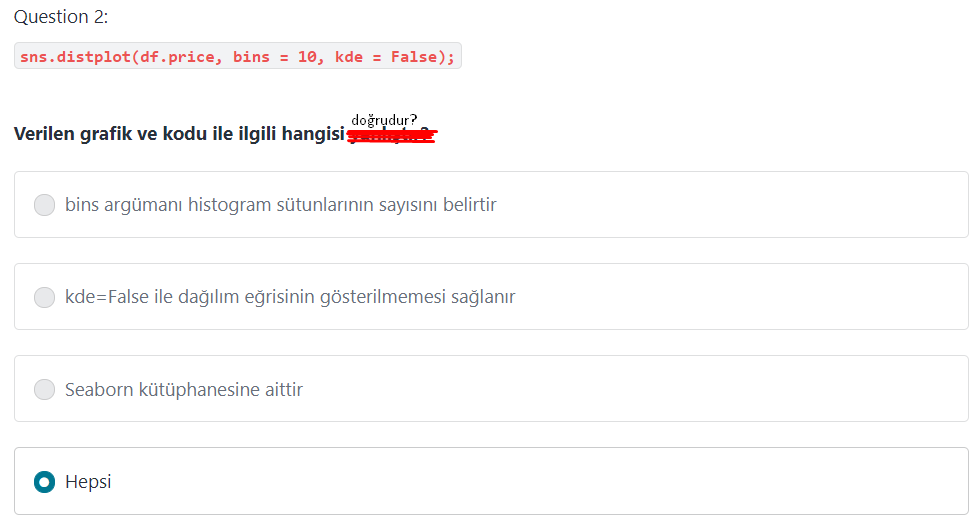 Question 2:
sns.distplot(df.price, bins = 10, kde = False);
doğrudur?
Verilen grafik ve kodu ile ilgili hangisi
bins argümanı histogram sütunlarının sayısını belirtir
kde=False ile dağılım eğrisinin gösterilmemesi sağlanır
Seaborn kütüphanesine aittir
Hepsi